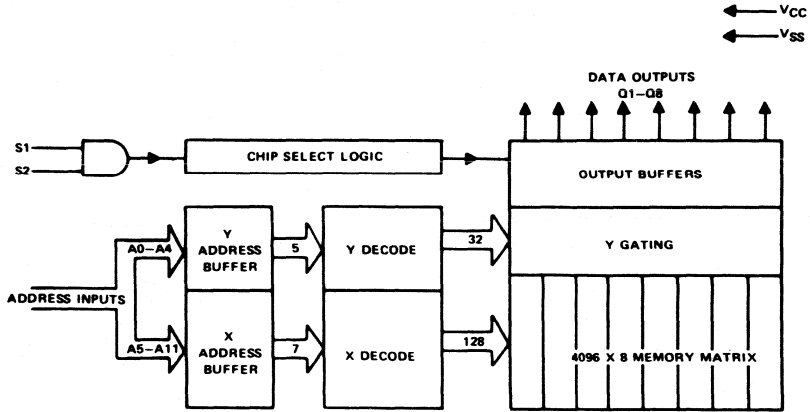 VCC
VSS
DATA OUTPUTS
Q1-Q8
S1
S2
CHIP SELECT LOGIC
OUTPUT BUFFERS
Y
ADDRESS
BUFFER
A0-A4
5
Y DECODE
32
Y GATING
ADDRESS INPUTS
A5-A11
X
ADDRESS
BUFFER
7
X DECODE
128
4096 X 8 MEMORY MATRIX